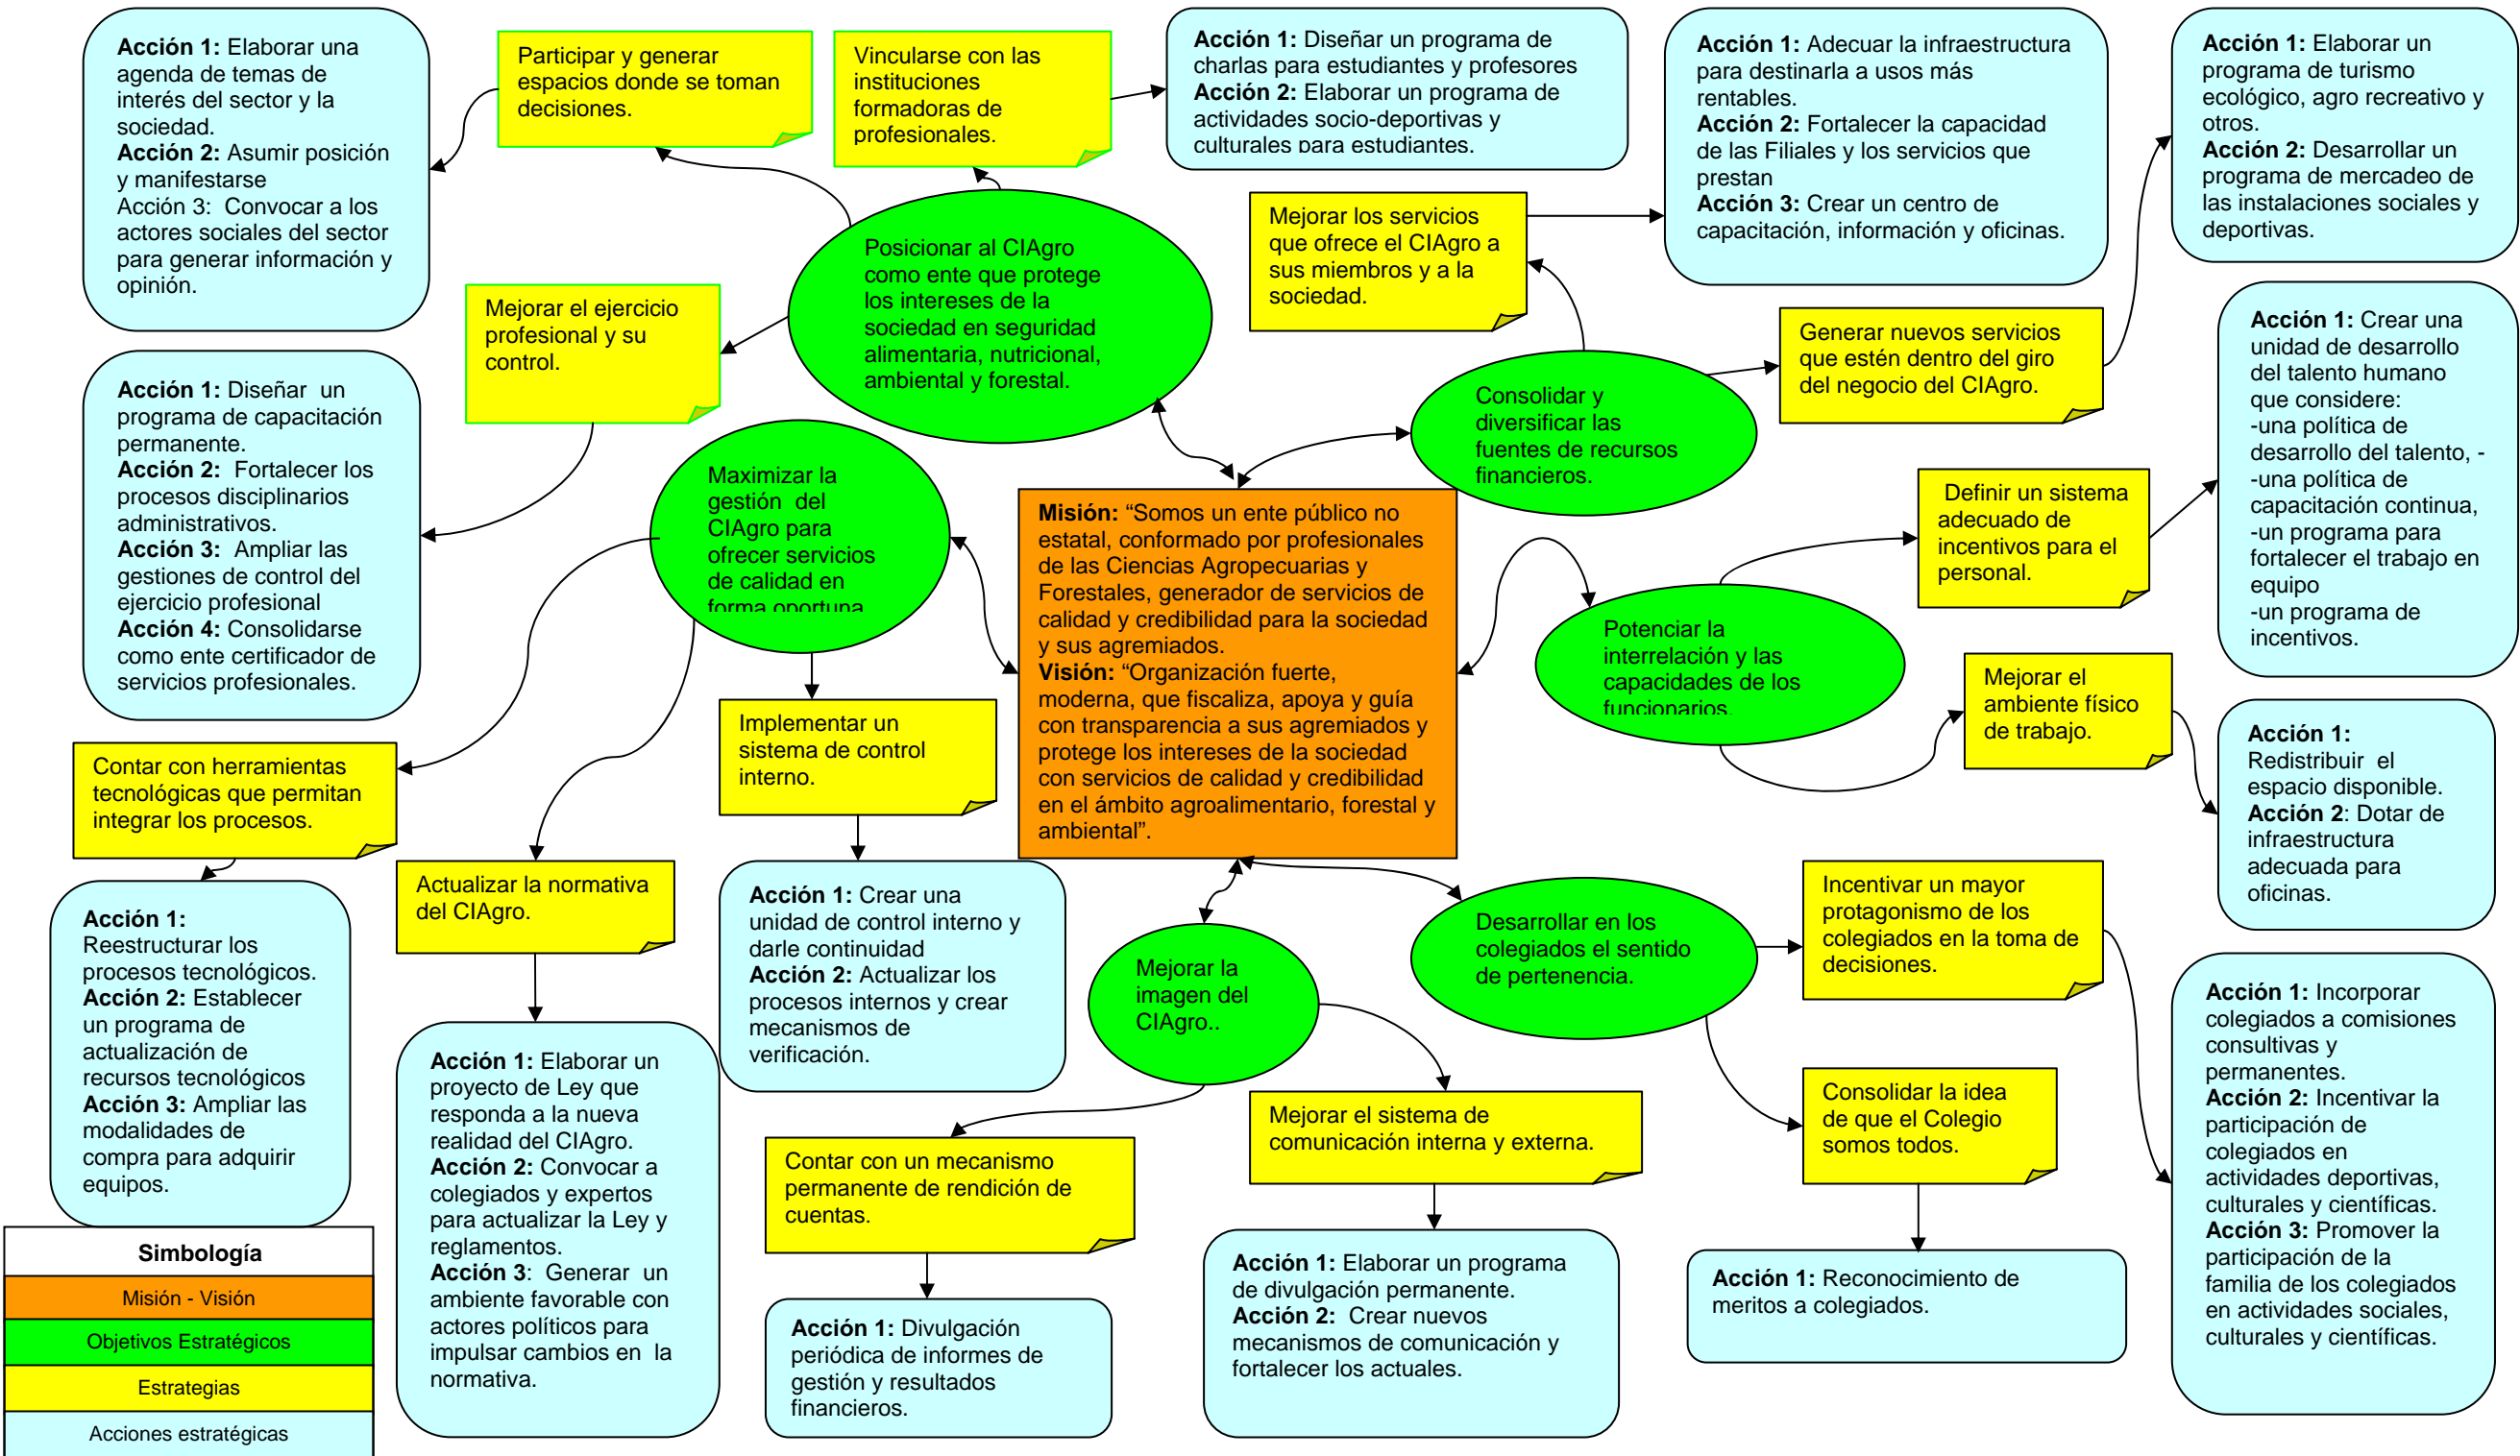 Acción 1: Elaborar una
agenda de temas de
interés del sector y la
sociedad.
Acción 2: Asumir posición
y manifestarse
Acción 3:  Convocar a los
actores sociales del sector
para generar información y
opinión.
Participar y generar
espacios donde se toman
decisiones.
Vincularse con las
instituciones
formadoras de
profesionales.
Acción 1: Diseñar un programa de
charlas para estudiantes y profesores
Acción 2: Elaborar un programa de
actividades socio-deportivas y
culturales para estudiantes.
Acción 1: Adecuar la infraestructura
para destinarla a usos más
rentables.
Acción 2: Fortalecer la capacidad
de las Filiales y los servicios que
prestan
Acción 3: Crear un centro de
capacitación, información y oficinas.
Acción 1: Elaborar un
programa de turismo
ecológico, agro recreativo y
otros.
Acción 2: Desarrollar un
programa de mercadeo de
las instalaciones sociales y
deportivas.
Mejorar el ejercicio
profesional y su
control.
Posicionar al CIAgro
como ente que protege
los intereses de la
sociedad en seguridad
alimentaria, nutricional,
ambiental y forestal.
Mejorar los servicios
que ofrece el CIAgro a
sus miembros y a la
sociedad.
Generar nuevos servicios
que estén dentro del giro
del negocio del CIAgro.
Consolidar y
diversificar las
fuentes de recursos
financieros.
Acción 1: Crear una
unidad de desarrollo
del talento humano
que considere:
-una política de
desarrollo del talento, -
-una política de
capacitación continua,
-un programa para
fortalecer el trabajo en
equipo
-un programa de
incentivos.
Acción 1: Diseñar  un
programa de capacitación
permanente.
Acción 2:  Fortalecer los
procesos disciplinarios
administrativos.
Acción 3:  Ampliar las
gestiones de control del
ejercicio profesional
Acción 4: Consolidarse
como ente certificador de
servicios profesionales.
Maximizar la
gestión  del
CIAgro para
ofrecer servicios
de calidad en
forma oportuna
Misión: “Somos un ente público no
estatal, conformado por profesionales
de las Ciencias Agropecuarias y
Forestales, generador de servicios de
calidad y credibilidad para la sociedad
y sus agremiados.
Visión: “Organización fuerte,
moderna, que fiscaliza, apoya y guía
con transparencia a sus agremiados y
protege los intereses de la sociedad
con servicios de calidad y credibilidad
en el ámbito agroalimentario, forestal y
ambiental”.
Definir un sistema
adecuado de
incentivos para el
personal.
Potenciar la
interrelación y las
capacidades de los
funcionarios.
Mejorar el
ambiente físico
de trabajo.
Acción 1:
Redistribuir  el
espacio disponible.
Acción 2: Dotar de
infraestructura
adecuada para
oficinas.
Contar con herramientas
tecnológicas que permitan
integrar los procesos.
Implementar un
sistema de control
interno.
Actualizar la normativa
del CIAgro.
Acción 1:
Reestructurar los
procesos tecnológicos.
Acción 2: Establecer
un programa de
actualización de
recursos tecnológicos
Acción 3: Ampliar las
modalidades de
compra para adquirir
equipos.
Acción 1: Crear una
unidad de control interno y
darle continuidad
Acción 2: Actualizar los
procesos internos y crear
mecanismos de
verificación.
Mejorar la
imagen del
CIAgro..
Desarrollar en los
colegiados el sentido
de pertenencia.
Incentivar un mayor
protagonismo de los
colegiados en la toma de
decisiones.
Acción 1: Incorporar
colegiados a comisiones
consultivas y
permanentes.
Acción 2: Incentivar la
participación de
colegiados en
actividades deportivas,
culturales y científicas.
Acción 3: Promover la
participación de la
familia de los colegiados
en actividades sociales,
culturales y científicas.
Acción 1: Elaborar un
proyecto de Ley que
responda a la nueva
realidad del CIAgro.
Acción 2: Convocar a
colegiados y expertos
para actualizar la Ley y
reglamentos.
Acción 3:  Generar  un
ambiente favorable con
actores políticos para
impulsar cambios en  la
normativa.
Contar con un mecanismo
permanente de rendición de
cuentas.
Mejorar el sistema de
comunicación interna y externa.
Consolidar la idea
de que el Colegio
somos todos.
Acción 1: Divulgación
periódica de informes de
gestión y resultados
financieros.
Acción 1: Elaborar un programa
de divulgación permanente.
Acción 2:  Crear nuevos
mecanismos de comunicación y
fortalecer los actuales.
Acción 1: Reconocimiento de
meritos a colegiados.
Simbología
Misión - Visión
Objetivos Estratégicos
Estrategias
Acciones estratégicas